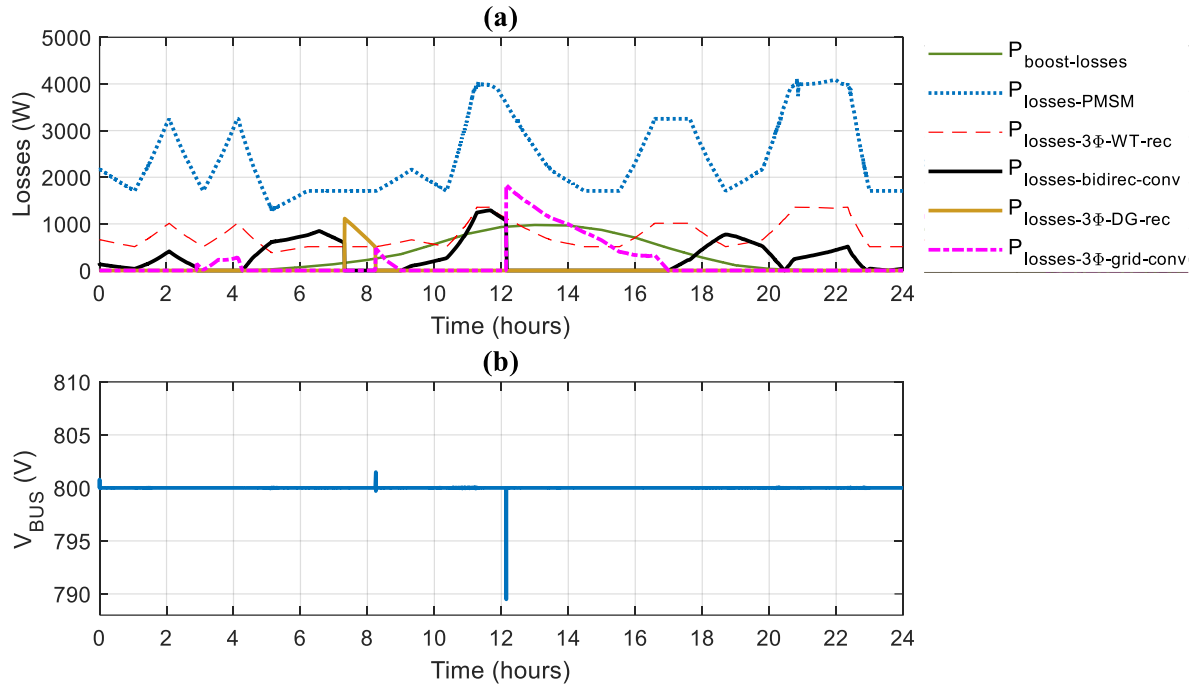 (a)
Losses (W)
5000
4000
3000
2000
1000
0
0 2 4 6 8 10 12 14 16 18 20 22 24
Time (hours)
P boost-losses
P losses-PMSM
P losses-3Φ-WT-rec
P losses-bidirec-conv
P losses-3Φ-DG-rec
P losses-3Φ-grid-conv
(b)
V BUS (V)
810
805
800
795
790
0 2 4 6 8 10 12 14 16 18 20 22 24
Time (hours)